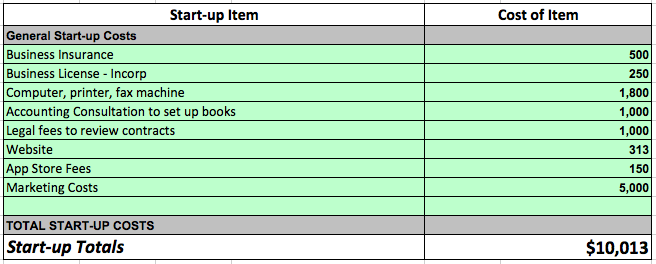 Start-up Item Cost of Item
General Start-up Costs
Business Insurance 500
Business License - Incorp 250
Computer, printer, fax machine 1,800
Accounting Consultation to set up books 1,000
Legal fees to review contracts 1,000
Website 313
App Store Fees 150
Marketing Costs 5,000
TOTAL START-UP COSTS
Start-up Totals $10,013